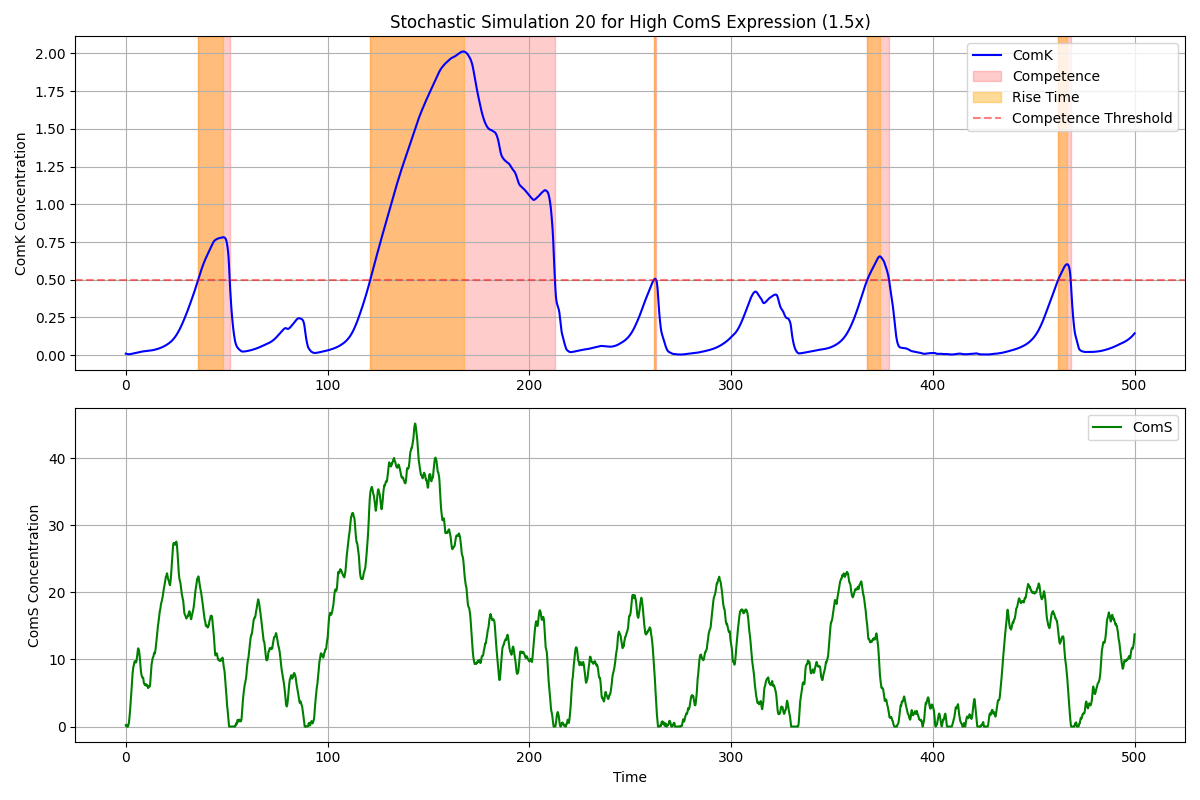 Stochastic Simulation 20 for High ComS Expression (1.5x)
ComK Concentration
2.00
1.75
1.50
1.25
1.00
0.75
0.50
0.25
0.00
ComK
Competence
Rise Time
Competence Threshold
0 100 200 300 400 500
ComS Concentration
40
30
20
10
0
ComS
0 100 200 300 400 500
Time